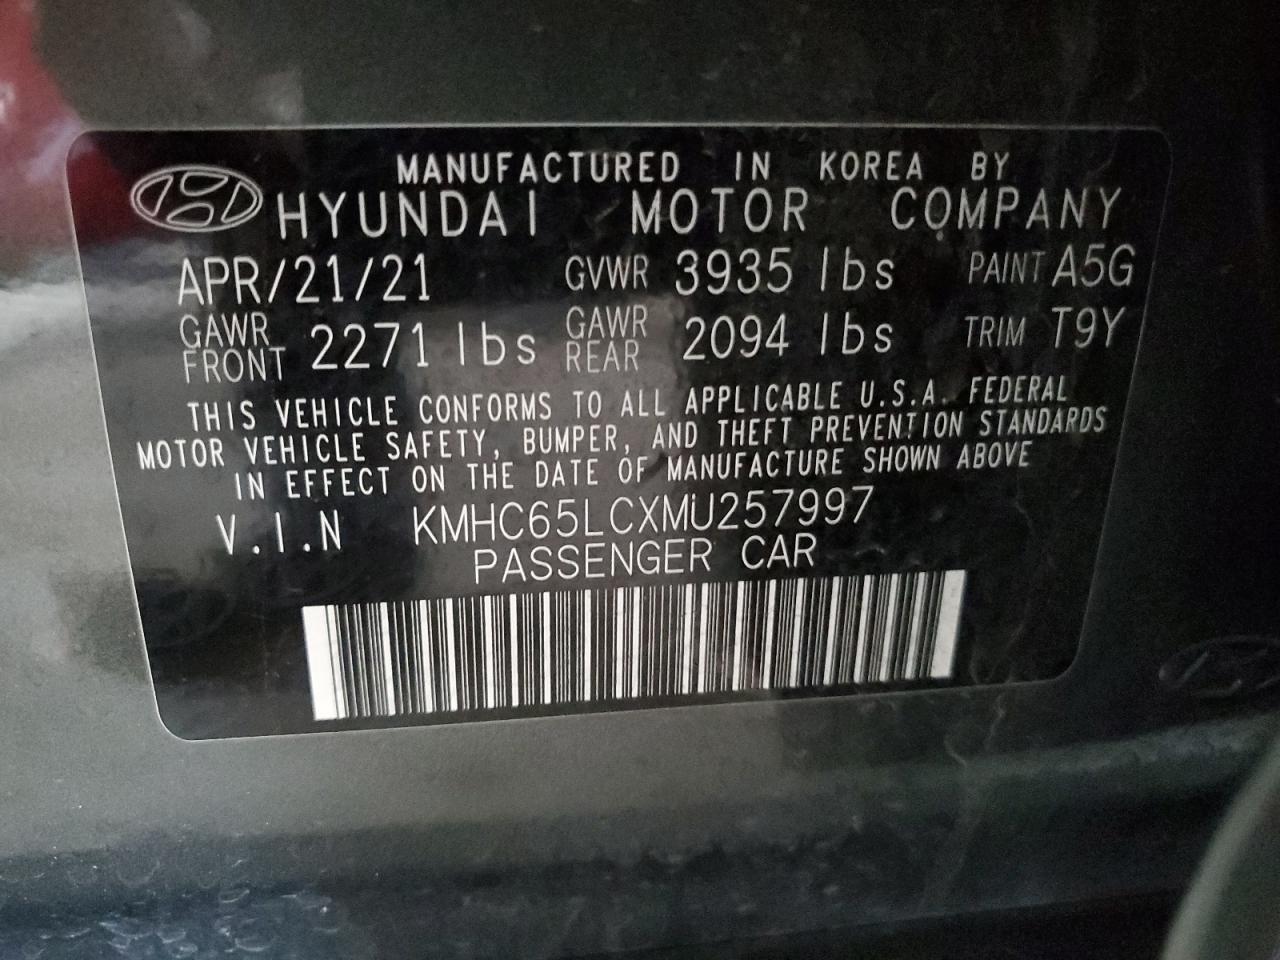 MANUFACTURED IN KOREA BY
HYUNDAI MOTOR COMPANY
APR/21/21 GVWR 3935 lbs PAINT A5G
GAWR FRONT 2271 lbs GAWR REAR 2094 lbs TRIM T9Y
THIS VEHICLE CONFORMS TO ALL APPLICABLE U.S.A. FEDERAL
MOTOR VEHICLE SAFETY, BUMPER, AND THEFT PREVENTION STANDARDS
IN EFFECT ON THE DATE OF MANUFACTURE SHOWN ABOVE
V.I.N KMHC65LCXMU257997
PASSENGER CAR